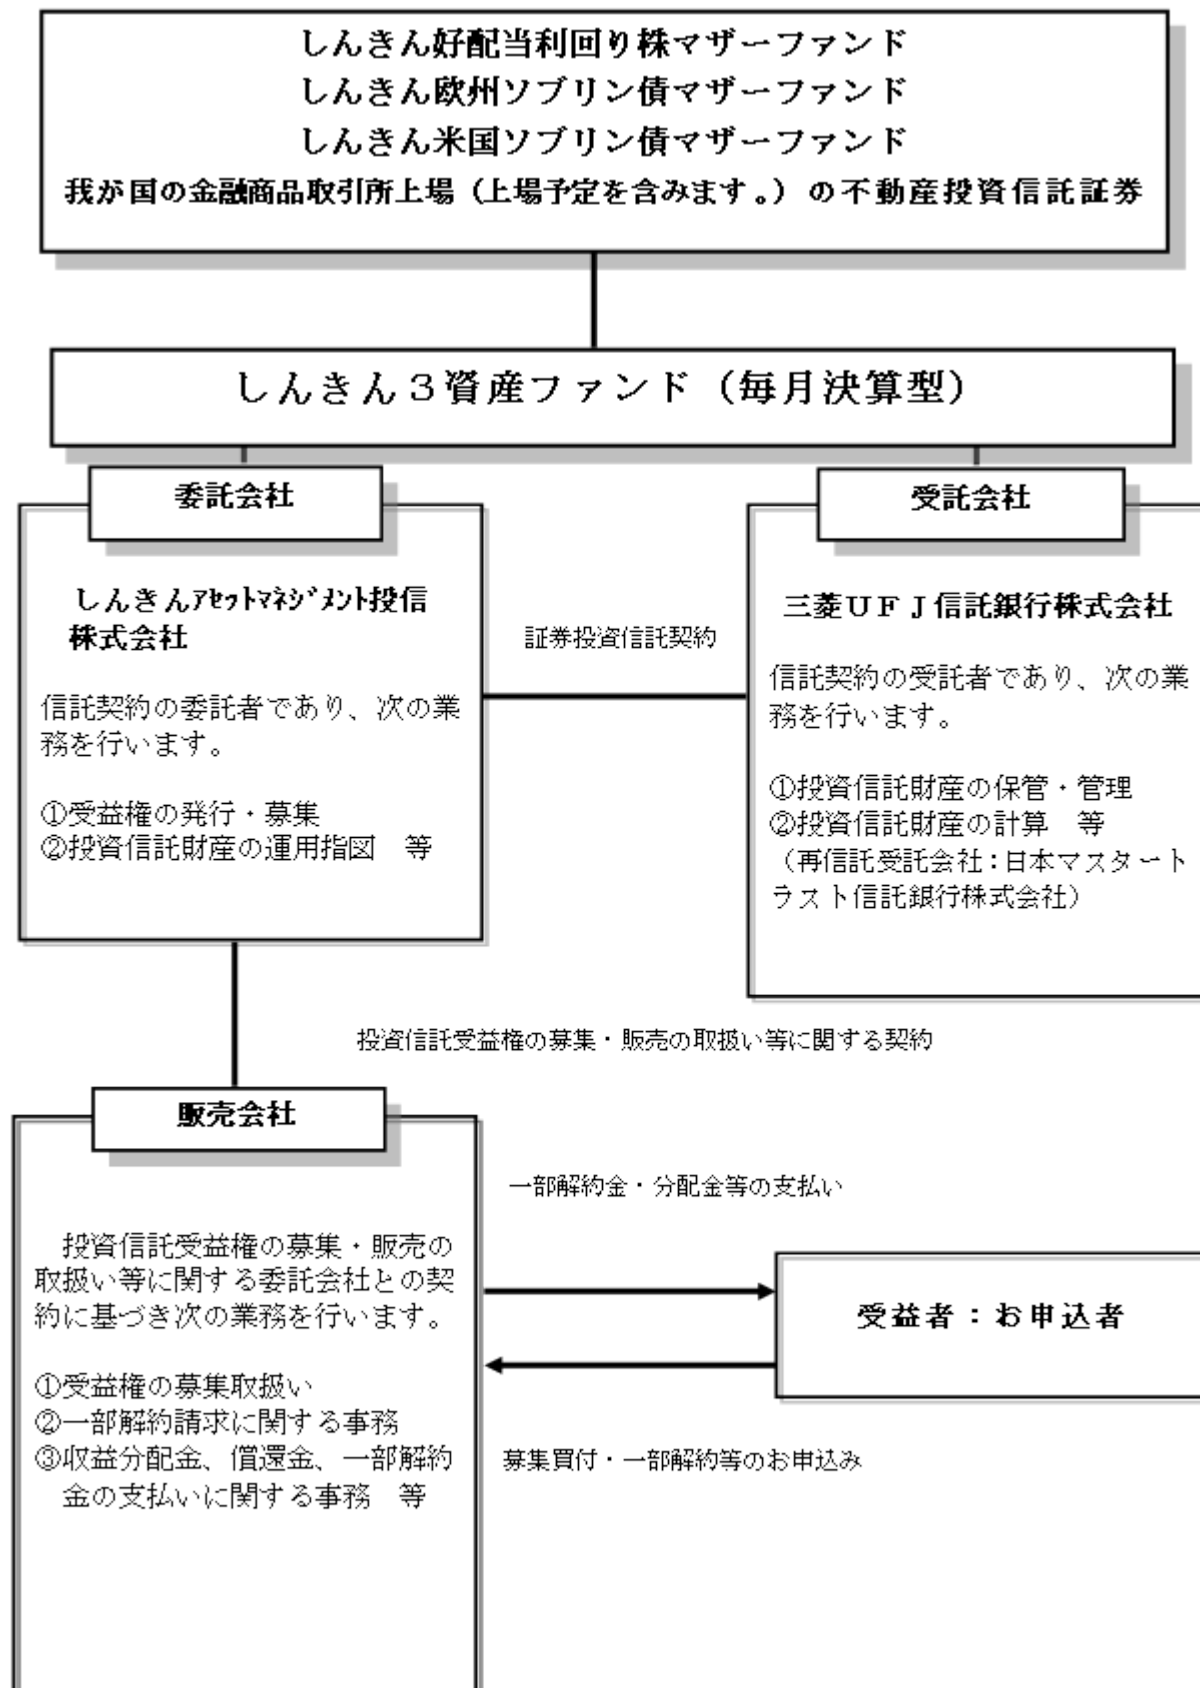 しんきん好配当利回り株マザーファンド
しんきん欧州ソブリン債マザーファンド
しんきん米国ソブリン債マザーファンド
我が国の金融商品取引所上場（上場予定を含みます。）の不動産投資信託証券
しんきん３資産ファンド（毎月決算型）
委託会社
しんきんｱｾｯﾄﾏﾈｼﾞﾒﾝﾄ投信
株式会社
信託契約の委託者であり、次の業
務を行います。
①受益権の発行・募集
②投資信託財産の運用指図　等
証券投資信託契約
受託会社
三菱ＵＦＪ信託銀行株式会社
信託契約の受託者であり、次の業
務を行います。
①投資信託財産の保管・管理
②投資信託財産の計算　等
（再信託受託会社：日本マスタート
ラスト信託銀行株式会社）
投資信託受益権の募集・販売の取扱い等に関する契約
販売会社
投資信託受益権の募集・販売の
取扱い等に関する委託会社との契
約に基づき次の業務を行います。
①受益権の募集取扱い
②一部解約請求に関する事務
③収益分配金、償還金、一部解約
金の支払いに関する事務　等
一部解約金・分配金等の支払い
受益者：お申込者
募集買付・一部解約等のお申込み